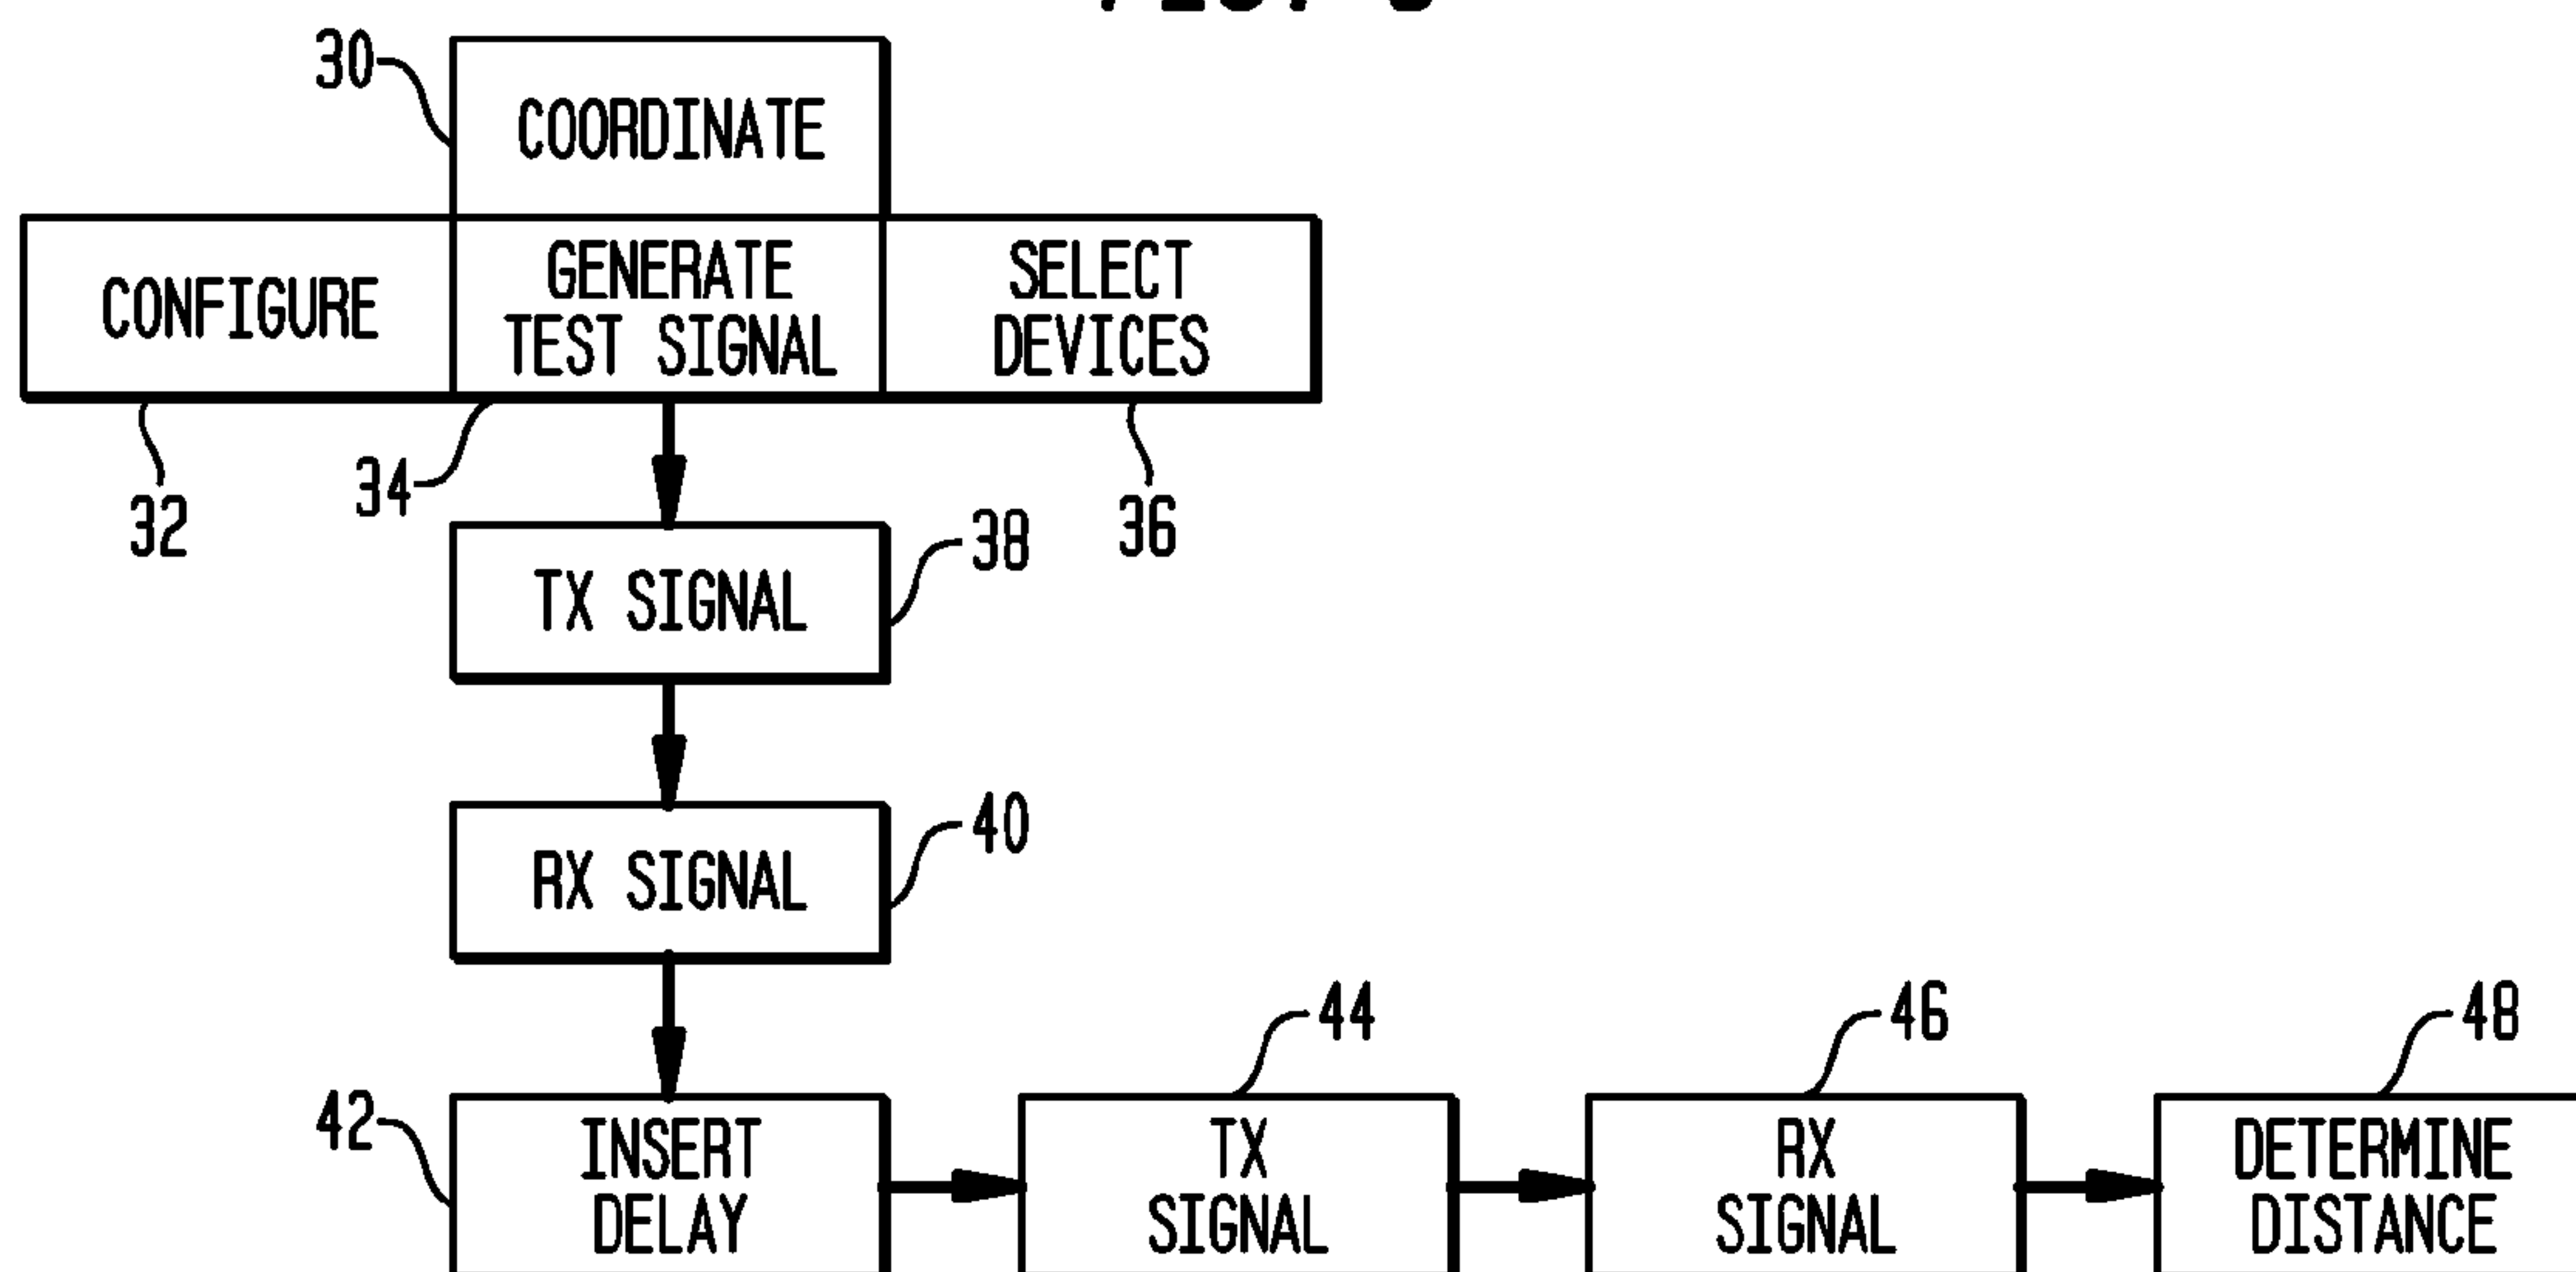 30
COORDINATE
CONFIGURE
GENERATE
TEST SIGNAL
SELECT
DEVICES
32
34
36
TX SIGNAL
38
RX SIGNAL
40
42
INSERT
DELAY
44
TX
SIGNAL
46
RX
SIGNAL
48
DETERMINE
DISTANCE